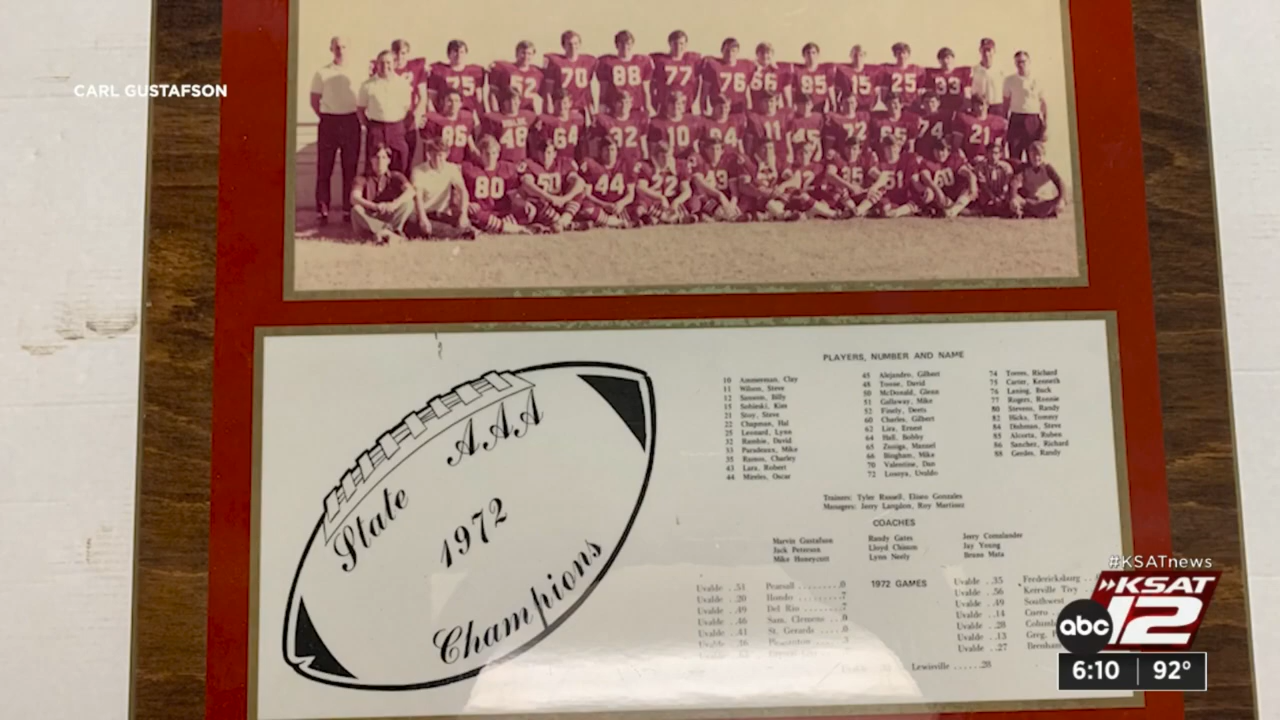 CARL GUSTAFSON
State
AAA
1972
Champions
PLAYERS, NUMBER AND NAME
10 Ammerman, Clay
11 Wilson, Steve
12 Sansom, Billy
15 Sobieski, Kim
21 Story, Steve
22 Chapman, Hal
25 Leonard, Lynn
32 Rambie, David
33 Paradeaux, Mike
35 Ramos, Charley
43 Lara, Robert
44 Mireles, Oscar
45 Alejandro, Gilbert
48 Towne, David
50 McDonald, Glenn
51 Galloway, Mike
52 Finely, Deets
60 Charles, Gilbert
62 Lira, Ernest
64 Hall, Bobby
65 Zuniga, Manuel
66 Bingham, Mike
70 Valentine, Dan
72 Losoya, Uvaldo
74 Torres, Richard
75 Carter, Kenneth
76 Laning, Buck
77 Rogers, Ronnie
80 Stevens, Randy
82 Hicks, Tommy
84 Steve
85 Alcorta, Ruben
86 Sanchez, Richard
88 Gerdes, Randy
Trainers: Tyler Russell, Eliseo Gonzales
Managers: Jerry Langdon, Roy Martinez
COACHES
Marvin Gustafson
Jack Peterson
Mike Honeycutt
Randy Gates
Lloyd Chisum
Lynn Neely
Jerry Comalander
Jay Young
Bruno Mata
1972 GAMES
Uvalde ..53 Pearsall .........0
Uvalde ..20 Hondo ..........7
Uvalde ..49 Del Rio ........7
Uvalde ..46 Sam. Clemens ..0
Uvalde ..41 St. Gerards ....0
Uvalde Pleasanton
Uvalde ..35 Fredericksburg
Uvalde ..56 Kerrville Tivy
Uvalde ..49 Southwest
Uvalde ..14 Cuero
Uvalde ..28
Uvalde ..13 Greg.
Uvalde ..27 Brenham
Lewisville ......28
#KSATnews
KSAT
abc 12
6:10 92°